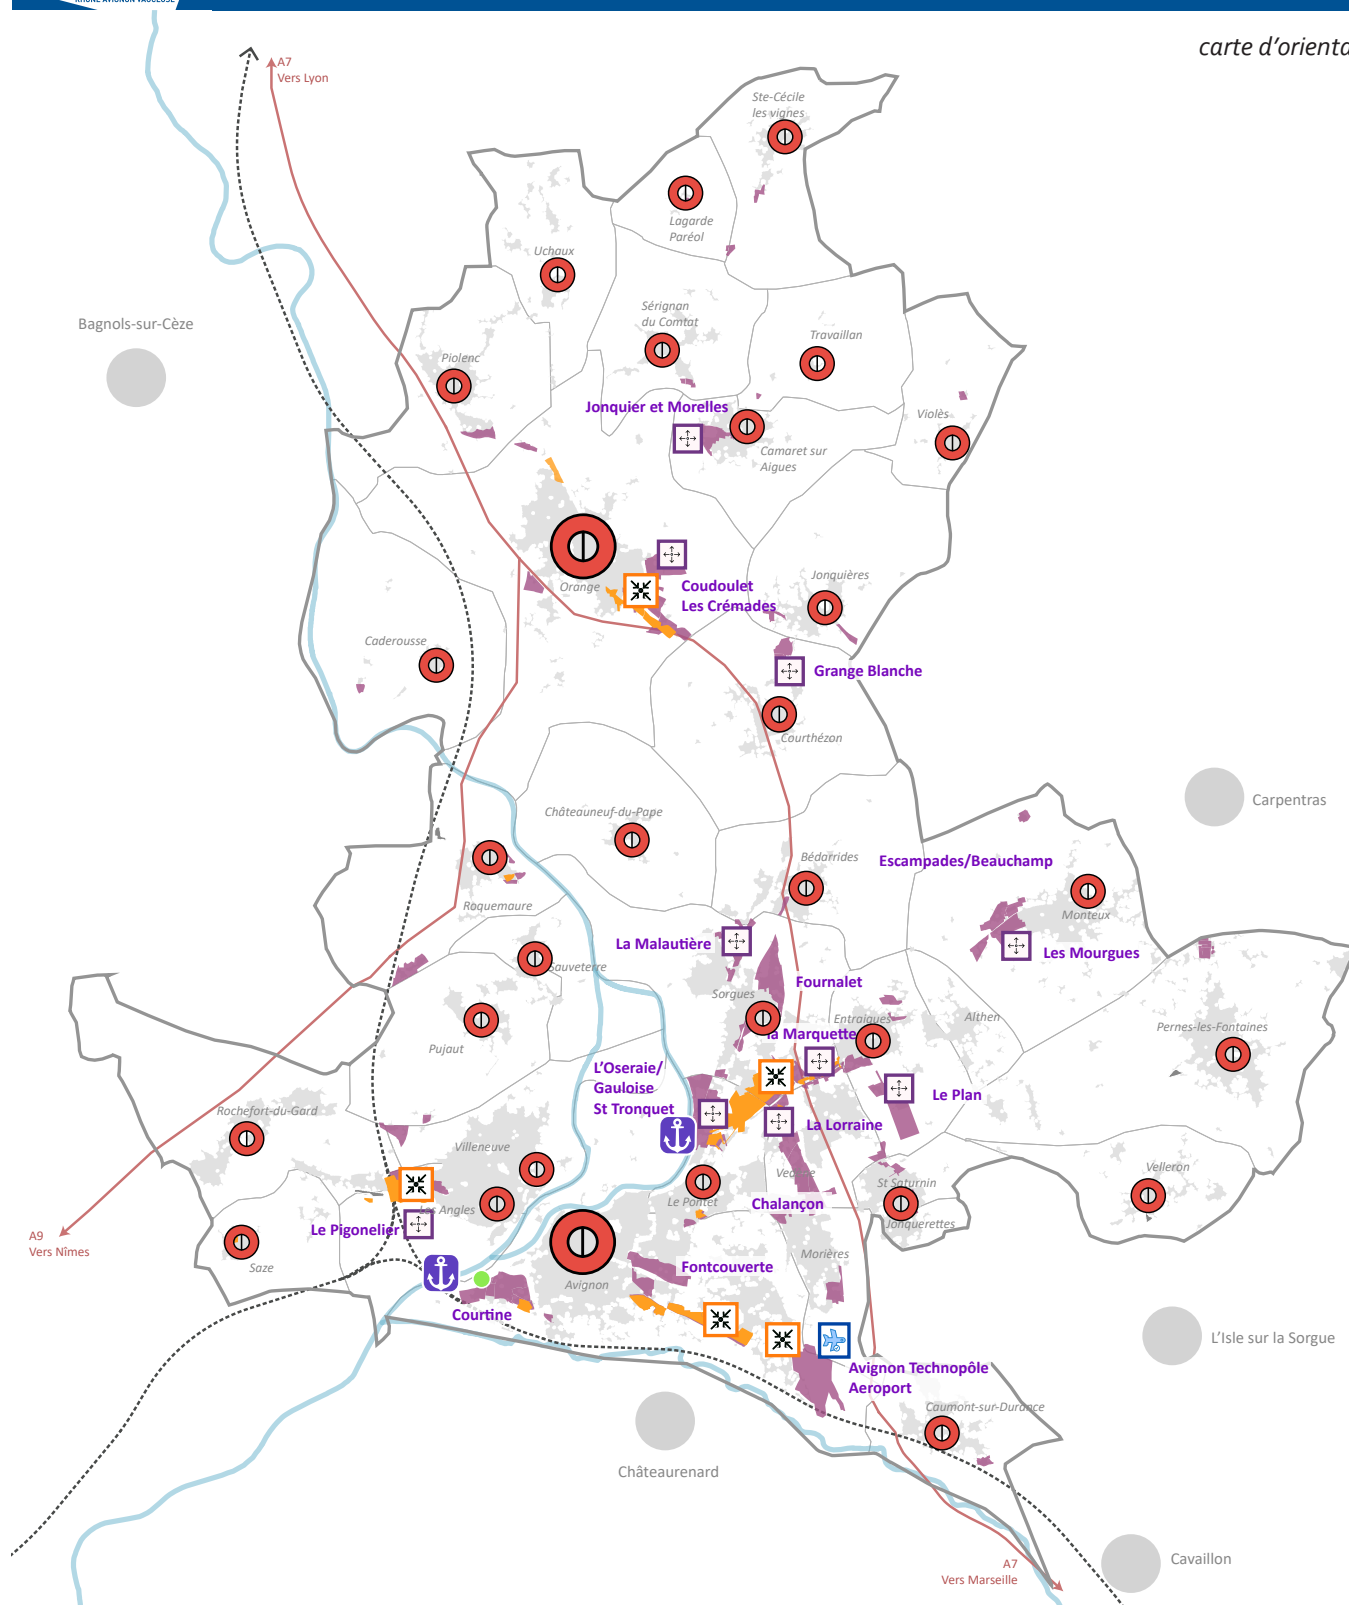 RHÔNE AVIGNON VAUCLUSE
carte d'orienta
A7
Vers Lyon
Ste-Cécile
les vignes
Lagarde
Paréol
Uchaux
Sérignan
du Comtat
Bagnols-sur-Cèze
Travaillan
Piolenc
Jonquier et Morelles
Violès
Camaret sur
Aigues
Orange
Jonquières
Coudoulet
Les Crémades
Caderousse
Grange Blanche
Courthézon
Carpentras
Châteauneuf-du-Pape
Bédarrides
Escampades/Beauchamp
Monteux
Roquemaure
La Malautière
Les Mourgues
Sauveterre
Fournalet
Sorgues
Entraigues
Althen
Pernes-les-Fontaines
la Marquette
Pujaut
L'Oseraie/
Gauloise
St Tronquet
Le Plan
Rochefort-du-Gard
La Lorraine
Villeneuve
Vedène
Velleron
St Saturnin
Le Pontet
Chalançon
Les Angles
Jonquerettes
Le Pigonelier
A9
Vers Nîmes
Morières
Saze
Fontcouverte
Avignon
Courtine
L'Isle sur la Sorgue
Avignon Technopôle
Aeroport
Caumont-sur-Durance
Châteaurenard
Cavaillon
A7
Vers Marseille